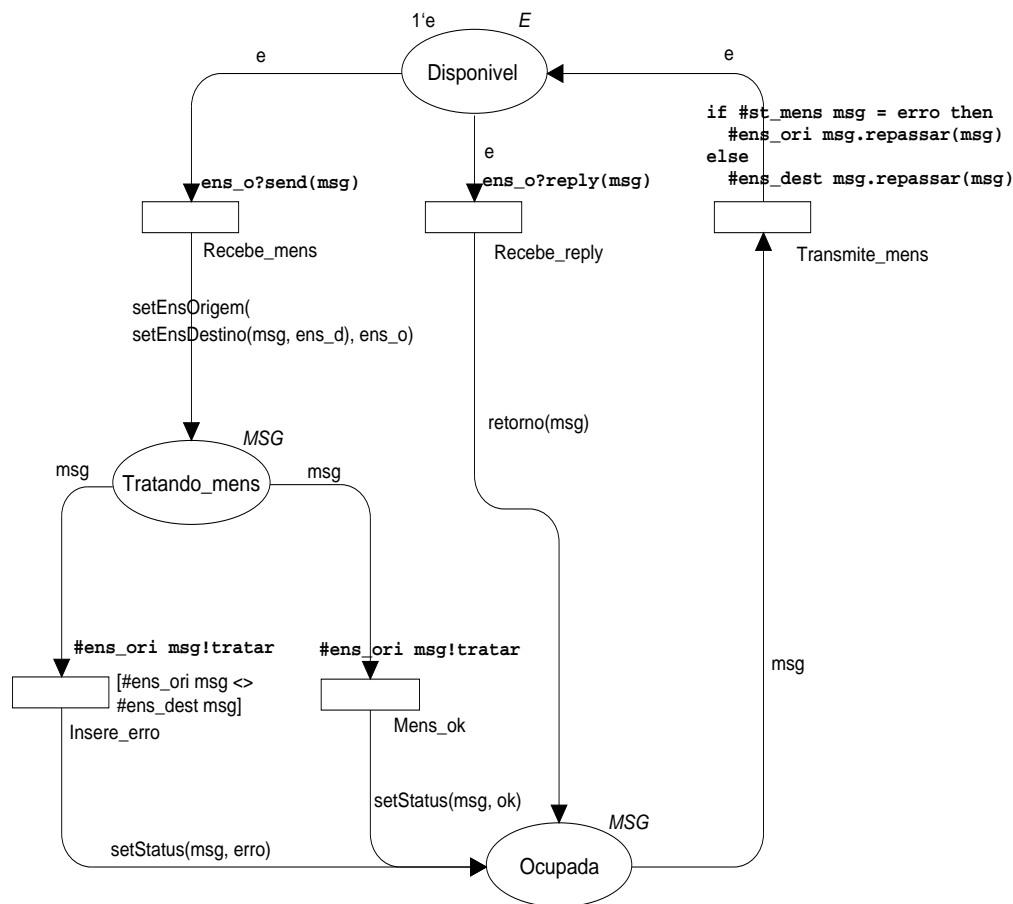 1‘e
E
e
Disponivel
e
if #st_mens msg = erro then
#ens_ori msg.repassar(msg)
else
#ens_dest msg.repassar(msg)
e
ens_o?send(msg)
ens_o?reply(msg)
Recebe_mens
Recebe_reply
Transmite_mens
setEnsOrigem(
setEnsDestino(msg, ens_d), ens_o)
retorno(msg)
MSG
msg
Tratando_mens
msg
#ens_ori msg!tratar
#ens_ori msg!tratar
msg
[#ens_ori msg <>
#ens_dest msg]
Insere_erro
Mens_ok
setStatus(msg, ok)
MSG
setStatus(msg, erro)
Ocupada